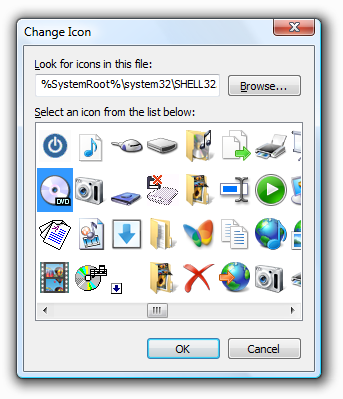 Change Icon
Look for icons in this file:
%SystemRoot%\system32\SHELL32
Browse...
Select an icon from the list below:
DVD
OK
Cancel